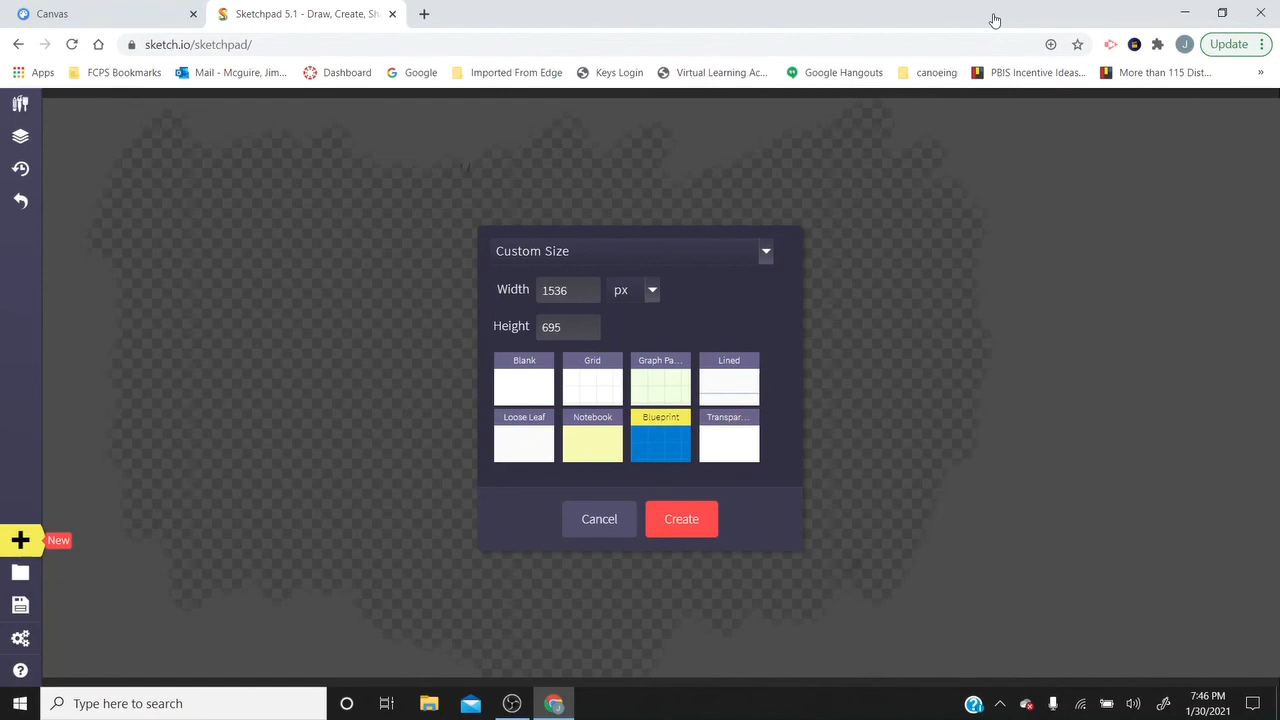 Canvas
Sketchpad 5.1 - Draw, Create, Sh
sketch.io/sketchpad/
J
Update
Apps
FCPS Bookmarks
Mail - Mcguire, Jim...
Dashboard
Google
Imported From Edge
Keys Login
Virtual Learning Ac...
Google Hangouts
canoeing
PBIS Incentive Ideas...
More than 115 Dist...
»
Custom Size
Width 1536 px
Height 695
Blank Grid Graph Pa... Lined
Loose Leaf Notebook Blueprint Transpar...
Cancel Create
New
Type here to search
7:46 PM
1/30/2021